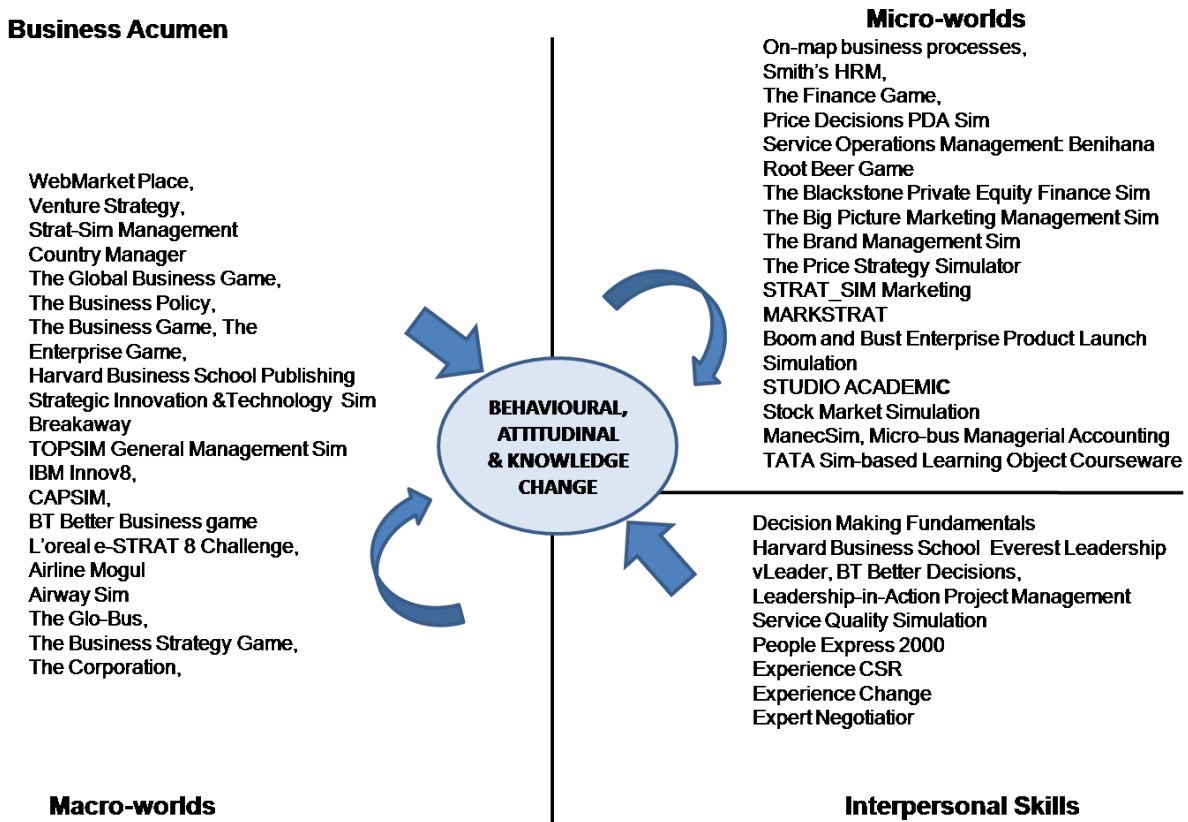 Business Acumen
WebMarket Place,
Venture Strategy,
Strat-Sim Management
Country Manager
The Global Business Game,
The Business Policy,
The Business Game, The
Enterprise Game,
Harvard Business School Publishing
Strategic Innovation &Technology Sim
Breakaway
TOPSIM General Management Sim
IBM Innov8,
CAPSIM,
BT Better Business game
L'oreal e-STRAT 8 Challenge,
Airline Mogul
Airway Sim
The Glo-Bus,
The Business Strategy Game,
The Corporation,
Macro-worlds
BEHAVIOURAL,
ATTITUDINAL
& KNOWLEDGE
CHANGE
Micro-worlds
On-map business processes,
Smith's HRM,
The Finance Game,
Price Decisions PDA Sim
Service Operations Management: Benihana
Root Beer Game
The Blackstone Private Equity Finance Sim
The Big Picture Marketing Management Sim
The Brand Management Sim
The Price Strategy Simulator
STRAT_SIM Marketing
MARKSTRAT
Boom and Bust Enterprise Product Launch
Simulation
STUDIO ACADEMIC
Stock Market Simulation
ManecSim, Micro-bus Managerial Accounting
TATA Sim-based Learning Object Courseware
Decision Making Fundamentals
Harvard Business School Everest Leadership
vLeader, BT Better Decisions,
Leadership-in-Action Project Management
Service Quality Simulation
People Express 2000
Experience CSR
Experience Change
Expert Negotiatior
Interpersonal Skills